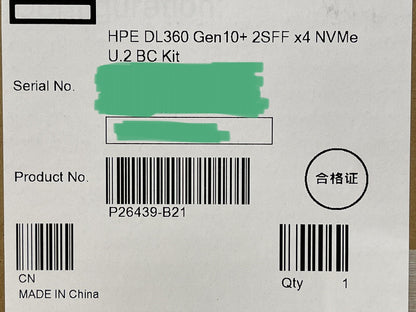 HPE DL360 Gen10+ 2SFF x4 NVMe
U.2 BC Kit
Serial No.
Product No.
P26439-B21
合格证
CN
MADE IN China
Qty 1